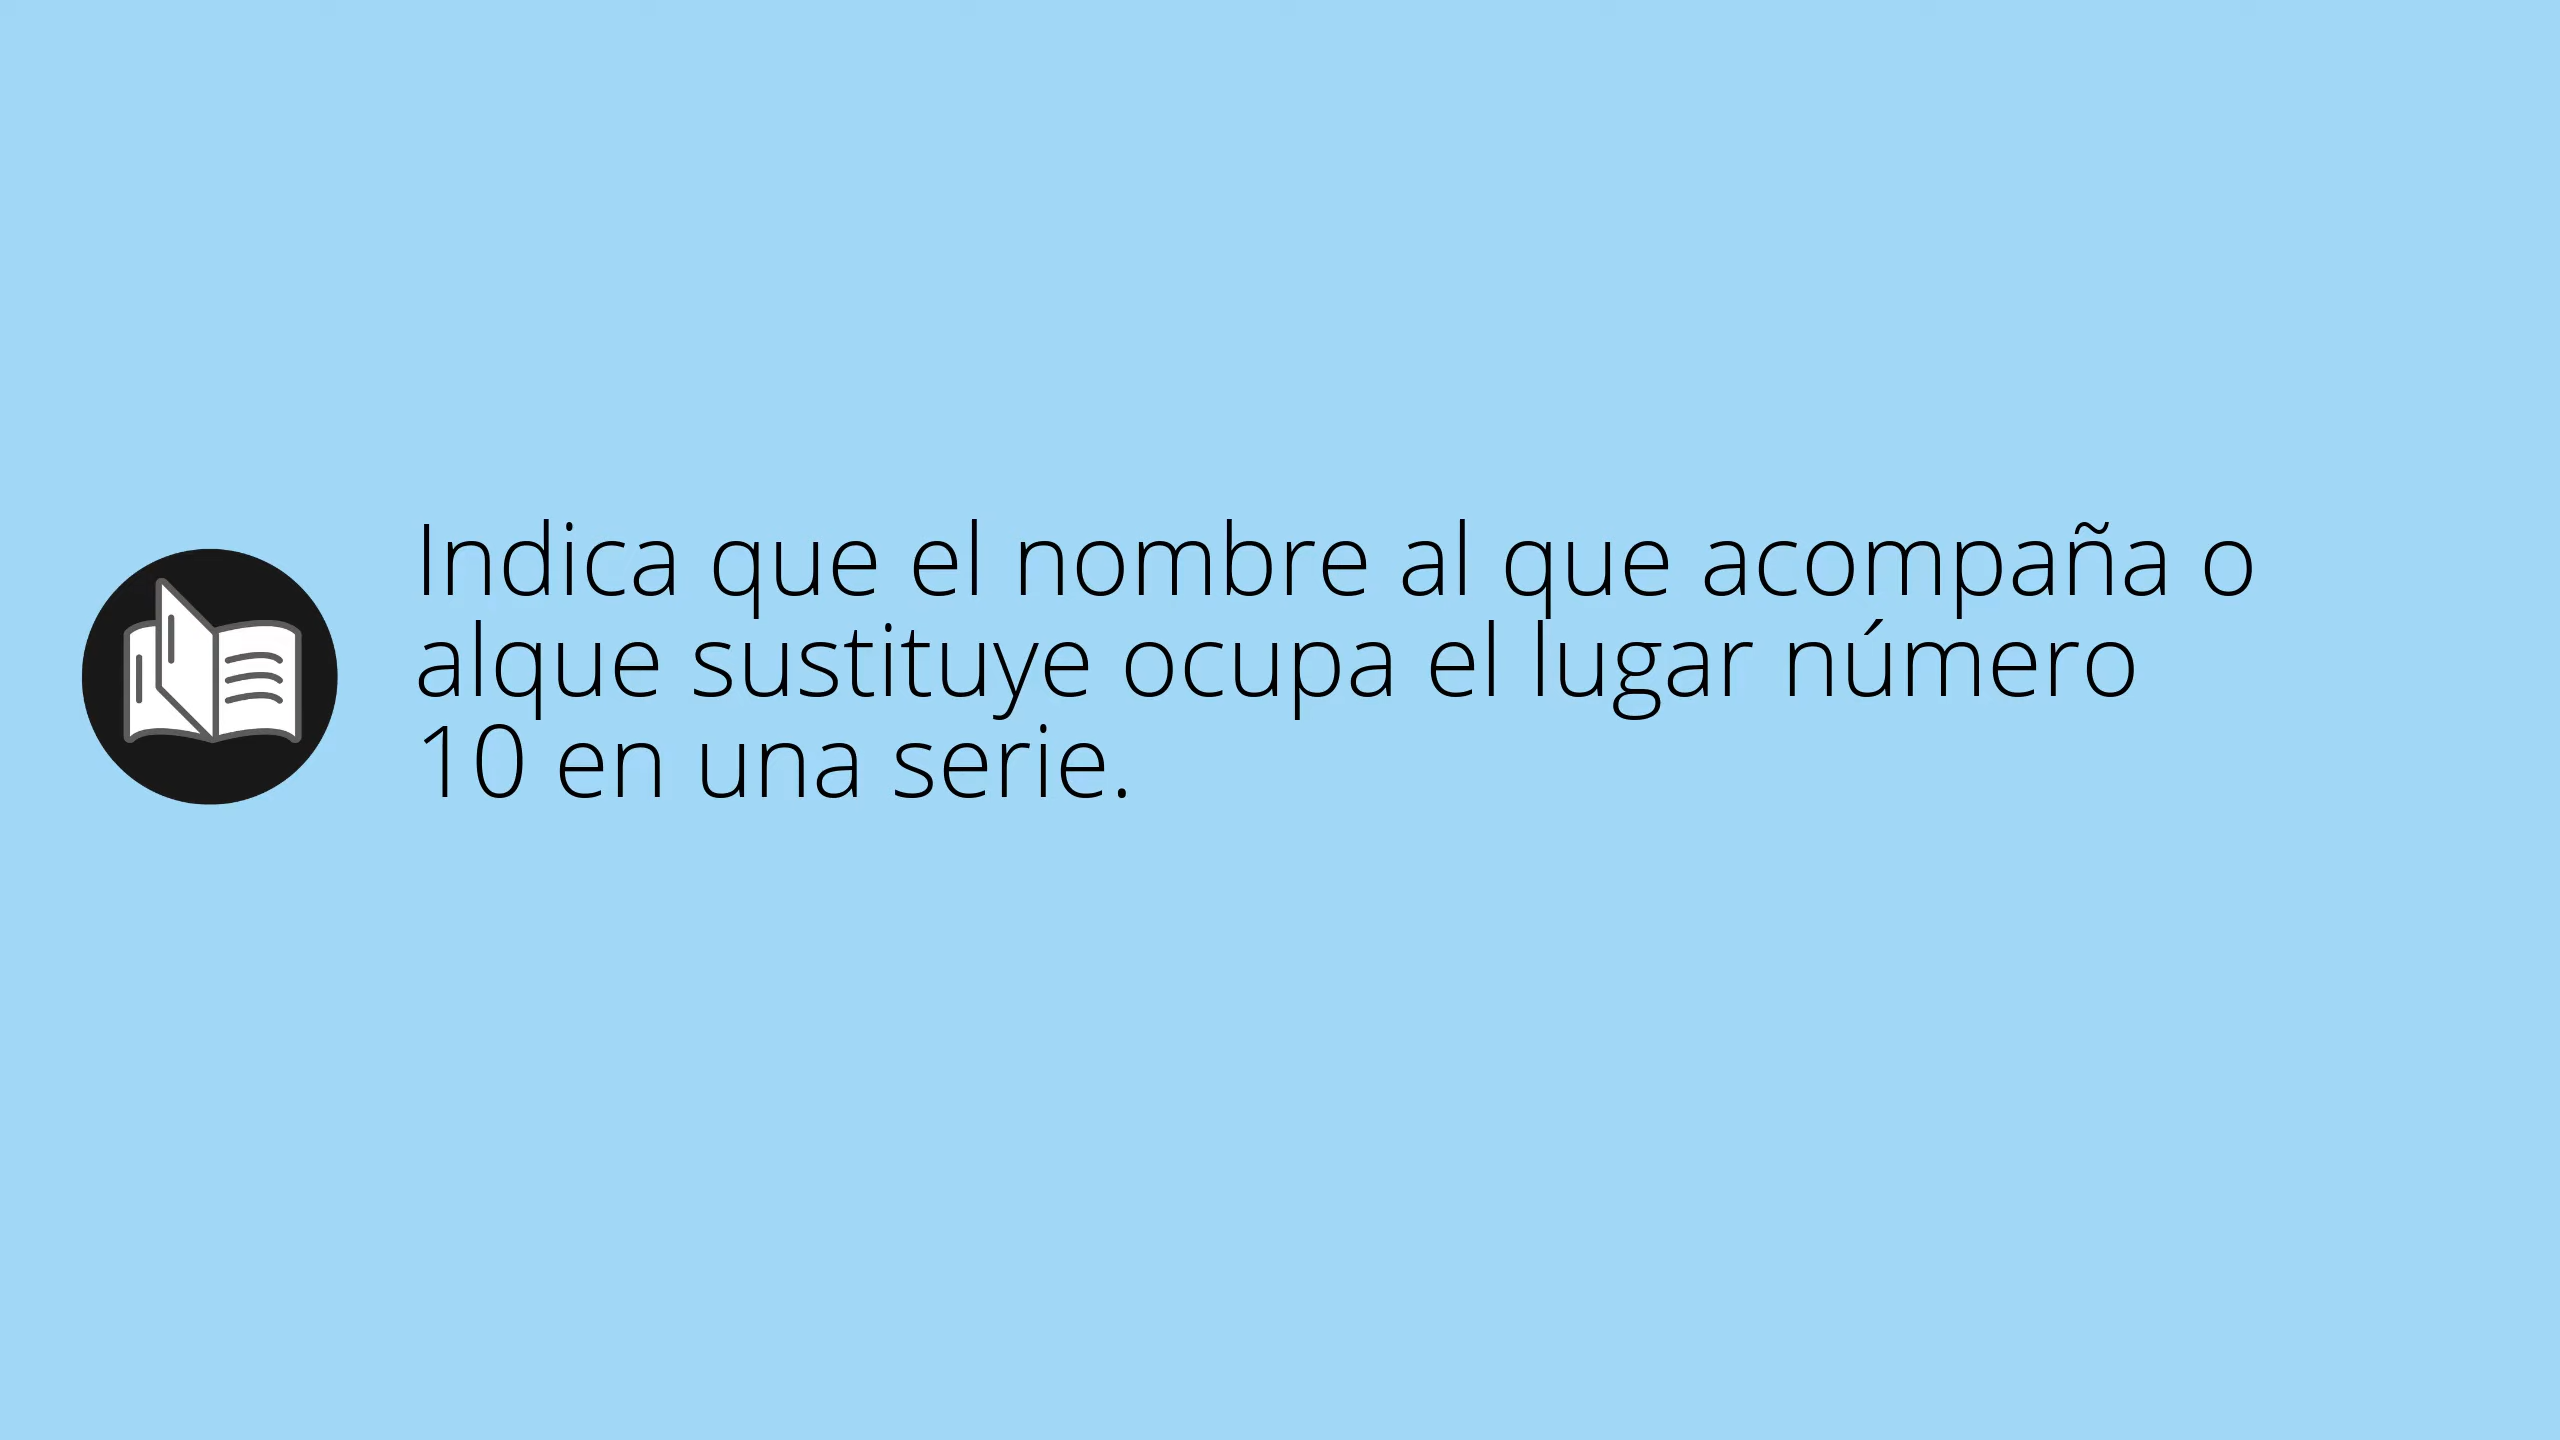 Indica que el nombre al que acompaña o
alque sustituye ocupa el lugar número
10 en una serie.